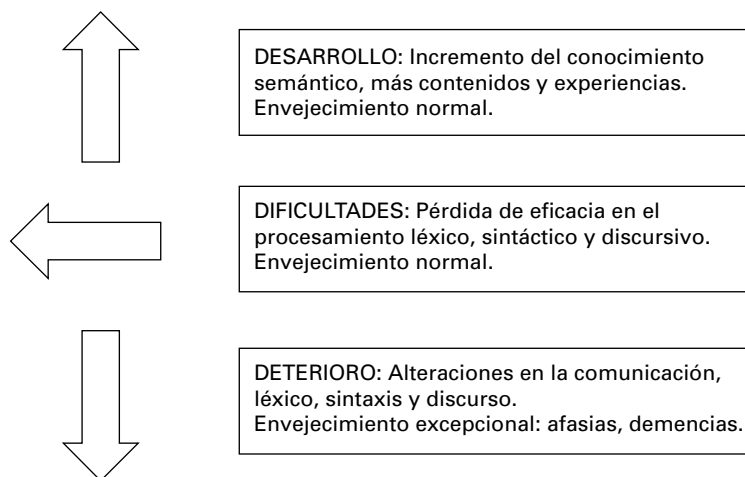 DESARROLLO: Incremento del conocimiento
semántico, más contenidos y experiencias.
Envejecimiento normal.
DIFICULTADES: Pérdida de eficacia en el
procesamiento léxico, sintáctico y discursivo.
Envejecimiento normal.
DETERIORO: Alteraciones en la comunicación,
léxico, sintaxis y discurso.
Envejecimiento excepcional: afasias, demencias.